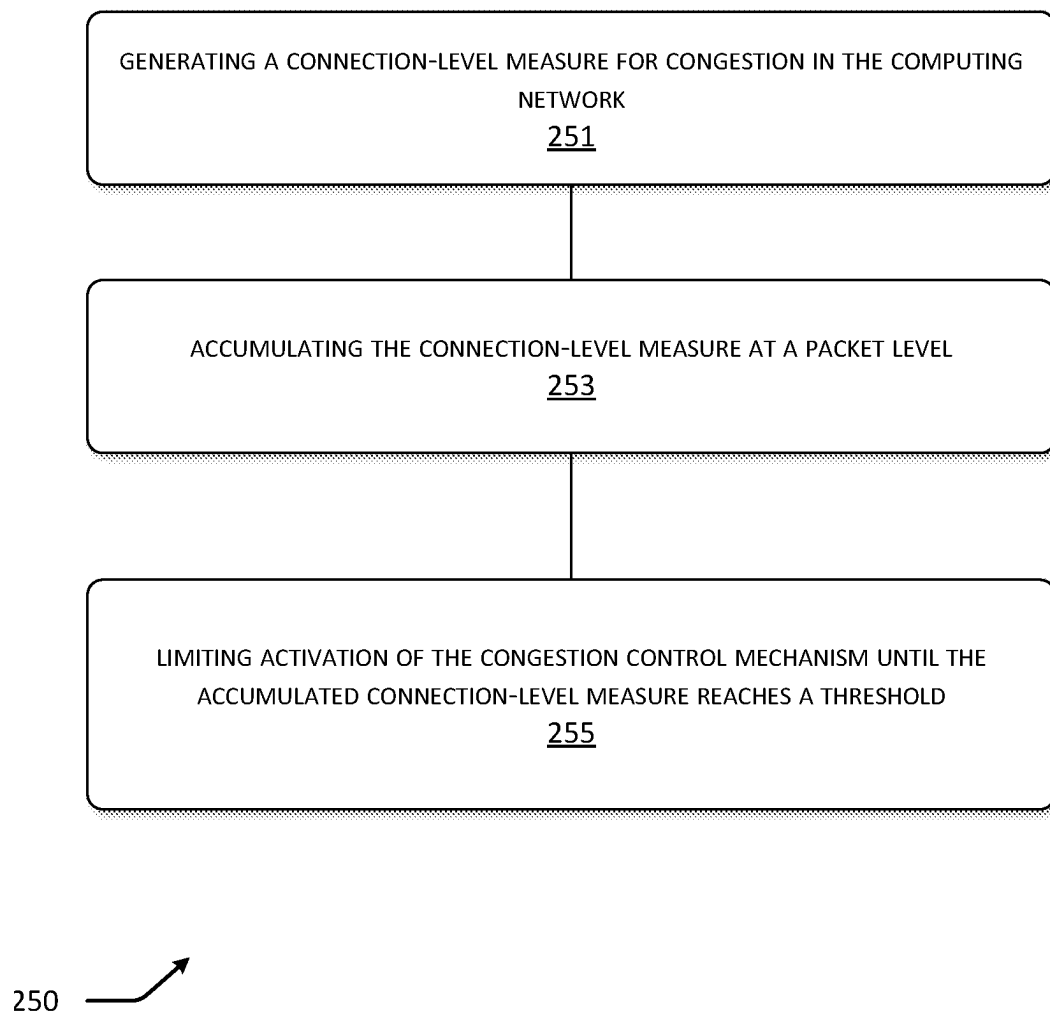 GENERATING A CONNECTION-LEVEL MEASURE FOR CONGESTION IN THE COMPUTING
NETWORK
251
ACCUMULATING THE CONNECTION-LEVEL MEASURE AT A PACKET LEVEL
253
LIMITING ACTIVATION OF THE CONGESTION CONTROL MECHANISM UNTIL THE
ACCUMULATED CONNECTION-LEVEL MEASURE REACHES A THRESHOLD
255
250